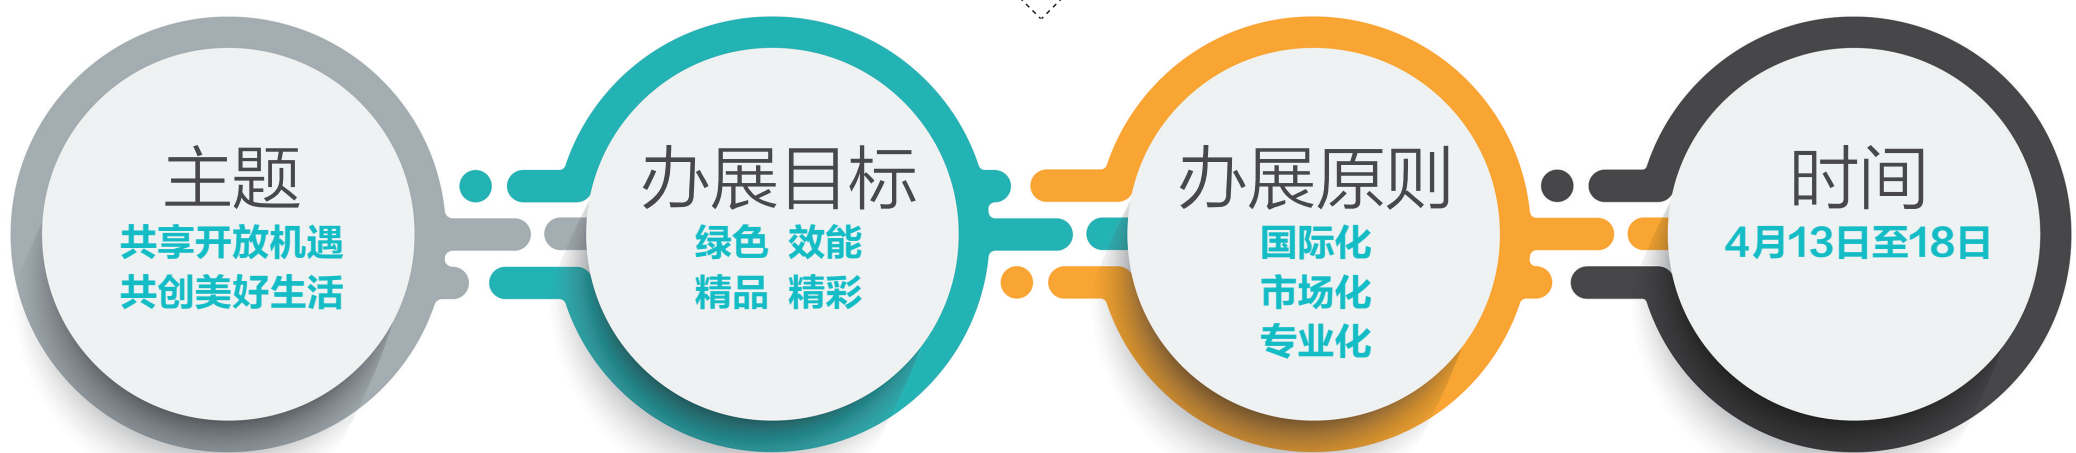 主题
共享开放机遇
共创美好生活
办展目标
绿色 效能
精品 精彩
办展原则
国际化
市场化
专业化
时间
4月13日至18日